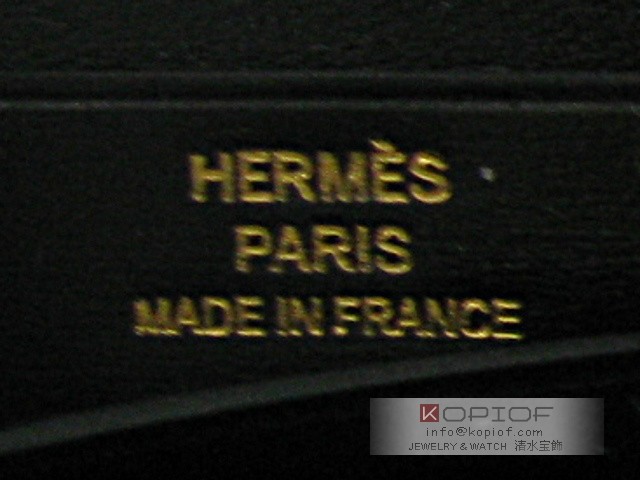 HERMÈS
PARIS
MADE IN FRANCE
KOPIOF
info@kopiof.com
JEWELRY & WATCH 清水宝飾